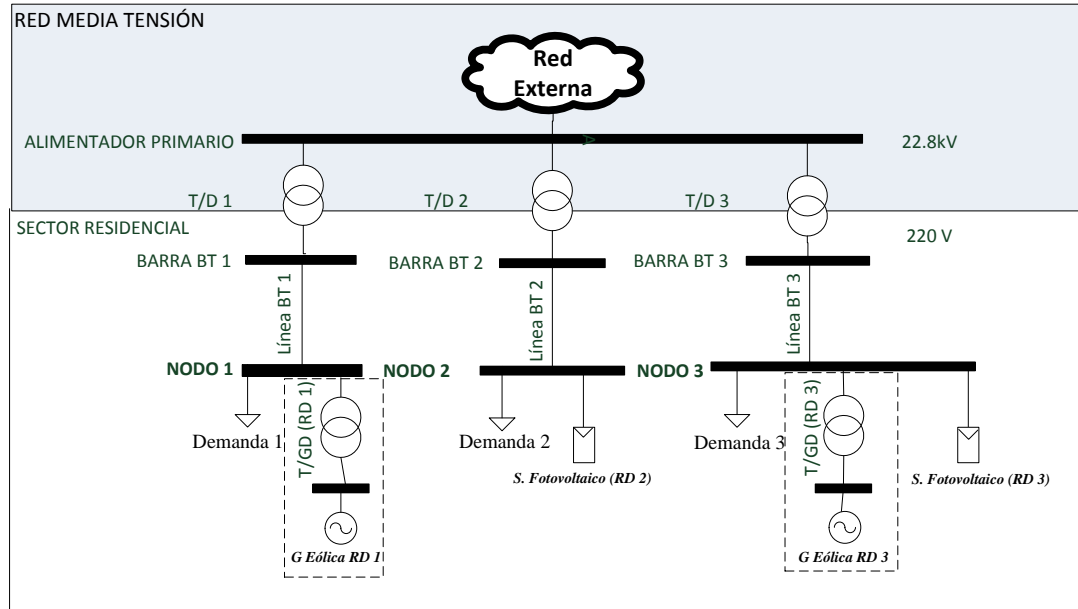 RED MEDIA TENSIÓN
Red
Externa
ALIMENTADOR PRIMARIO
A
22.8kV
T/D 1
T/D 2
T/D 3
SECTOR RESIDENCIAL
220 V
BARRA BT 1
BARRA BT 2
BARRA BT 3
Línea BT 1
Línea BT 2
Línea BT 3
NODO 1
NODO 2
NODO 3
Demanda 1
T/GD (RD 1)
Demanda 2
S. Fotovoltaico (RD 2)
Demanda 3
T/GD (RD 3)
S. Fotovoltaico (RD 3)
G Eólica RD 1
G Eólica RD 3